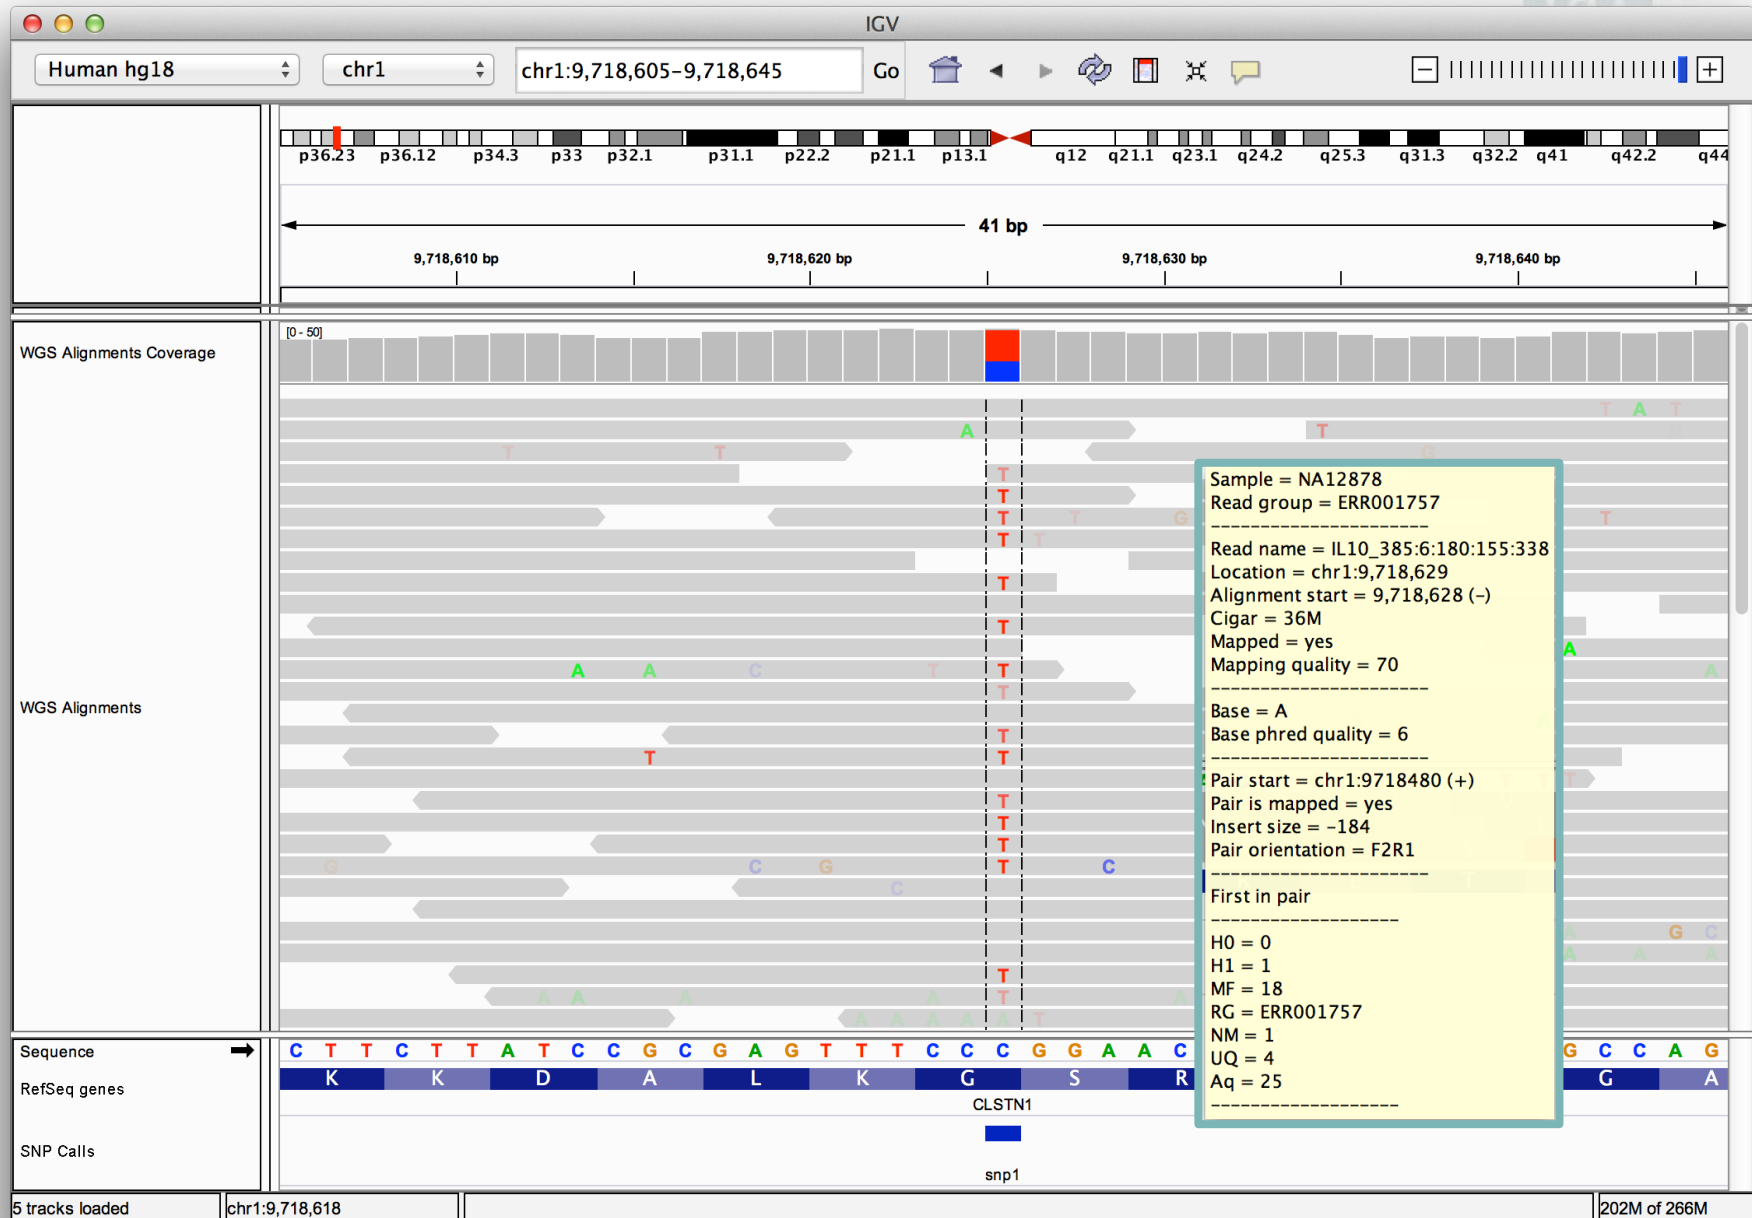 IGV
Human hg18 chr1 chr1:9,718,605-9,718,645 Go
p36.23 p36.12 p34.3 p33 p32.1 p31.1 p22.2 p21.1 p13.1 q12 q21.1 q23.1 q24.2 q25.3 q31.3 q32.2 q41 q42.2 q44
41 bp
9,718,610 bp 9,718,620 bp 9,718,630 bp 9,718,640 bp
[0 - 50]
WGS Alignments Coverage
T A T
A T
T T G
T
T
T T G T
T T
T
T
A
A A C T T A
T
T
T T
T
T
T
G C G T C
C
G C
A A A
T
A A A A T A
A A A A A T
WGS Alignments
Sample = NA12878
Read group = ERR001757
----------------------
Read name = IL10_385:6:180:155:338
Location = chr1:9,718,629
Alignment start = 9,718,628 (-)
Cigar = 36M
Mapped = yes
Mapping quality = 70
----------------------
Base = A
Base phred quality = 6
----------------------
Pair start = chr1:9718480 (+)
Pair is mapped = yes
Insert size = -184
Pair orientation = F2R1
----------------------
First in pair
-------------------
H0 = 0
H1 = 1
MF = 18
RG = ERR001757
NM = 1
UQ = 4
Aq = 25
-------------------
Sequence C T T C T T A T C C G C G A G T T T C C C G G A A C G C C A G
RefSeq genes K K D A L K G S R G A
CLSTN1
SNP Calls
snp1
5 tracks loaded chr1:9,718,618 202M of 266M